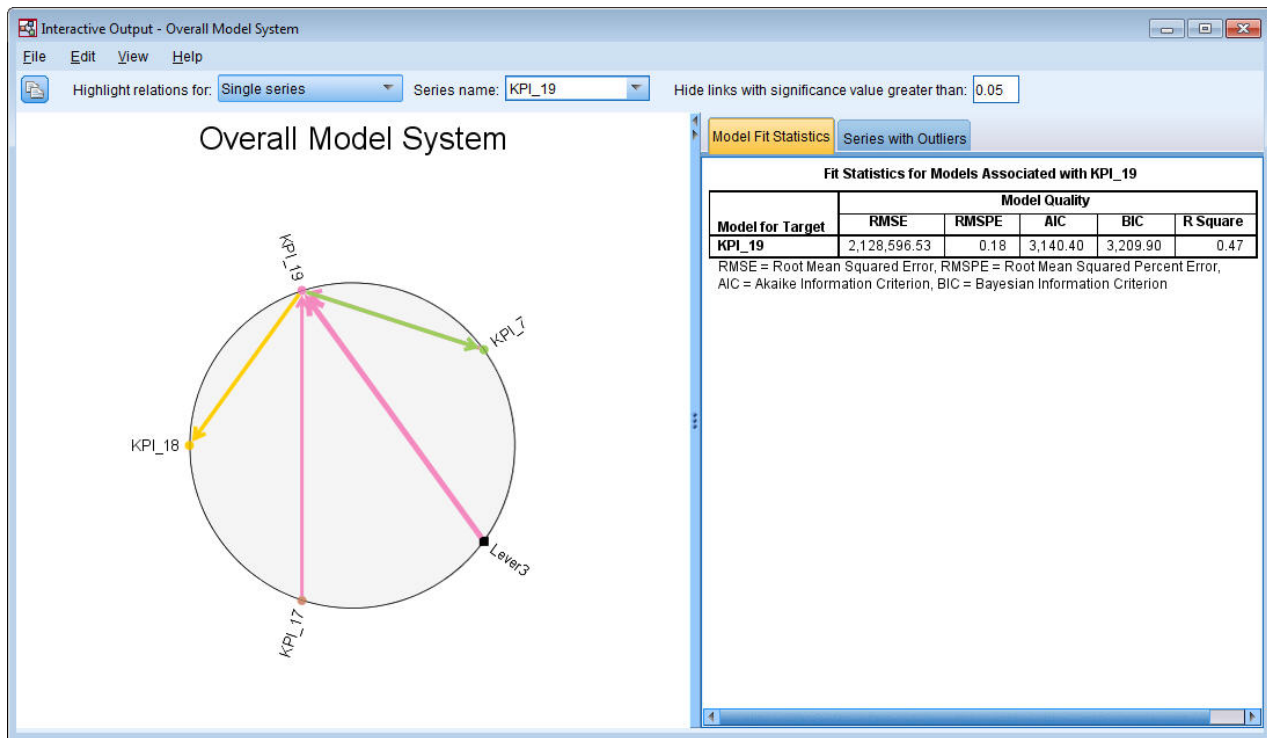 Interactive Output - Overall Model System
File Edit View Help
Highlight relations for: Single series Series name: KPI_19 Hide links with significance value greater than: 0.05
Overall Model System
KPI_19
KPI_7
KPI_18
Lever3
KPI_17
Model Fit Statistics Series with Outliers
Fit Statistics for Models Associated with KPI_19
Model Quality
Model for Target RMSE RMSPE AIC BIC R Square
KPI_19 2,128,596.53 0.18 3,140.40 3,209.90 0.47
RMSE = Root Mean Squared Error, RMSPE = Root Mean Squared Percent Error,
AIC = Akaike Information Criterion, BIC = Bayesian Information Criterion